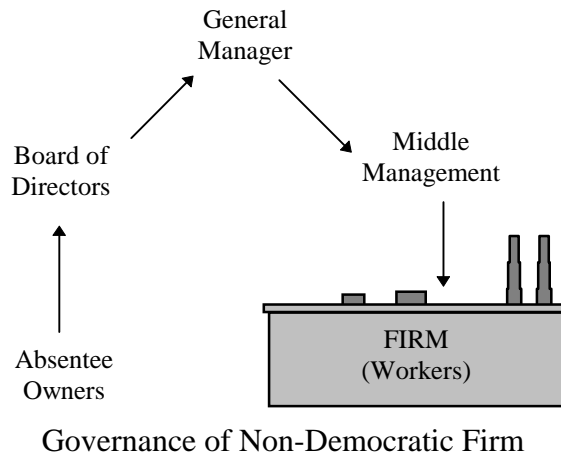 General
Manager
Board of
Directors
Middle
Management
Absentee
Owners
FIRM
(Workers)
Governance of Non-Democratic Firm